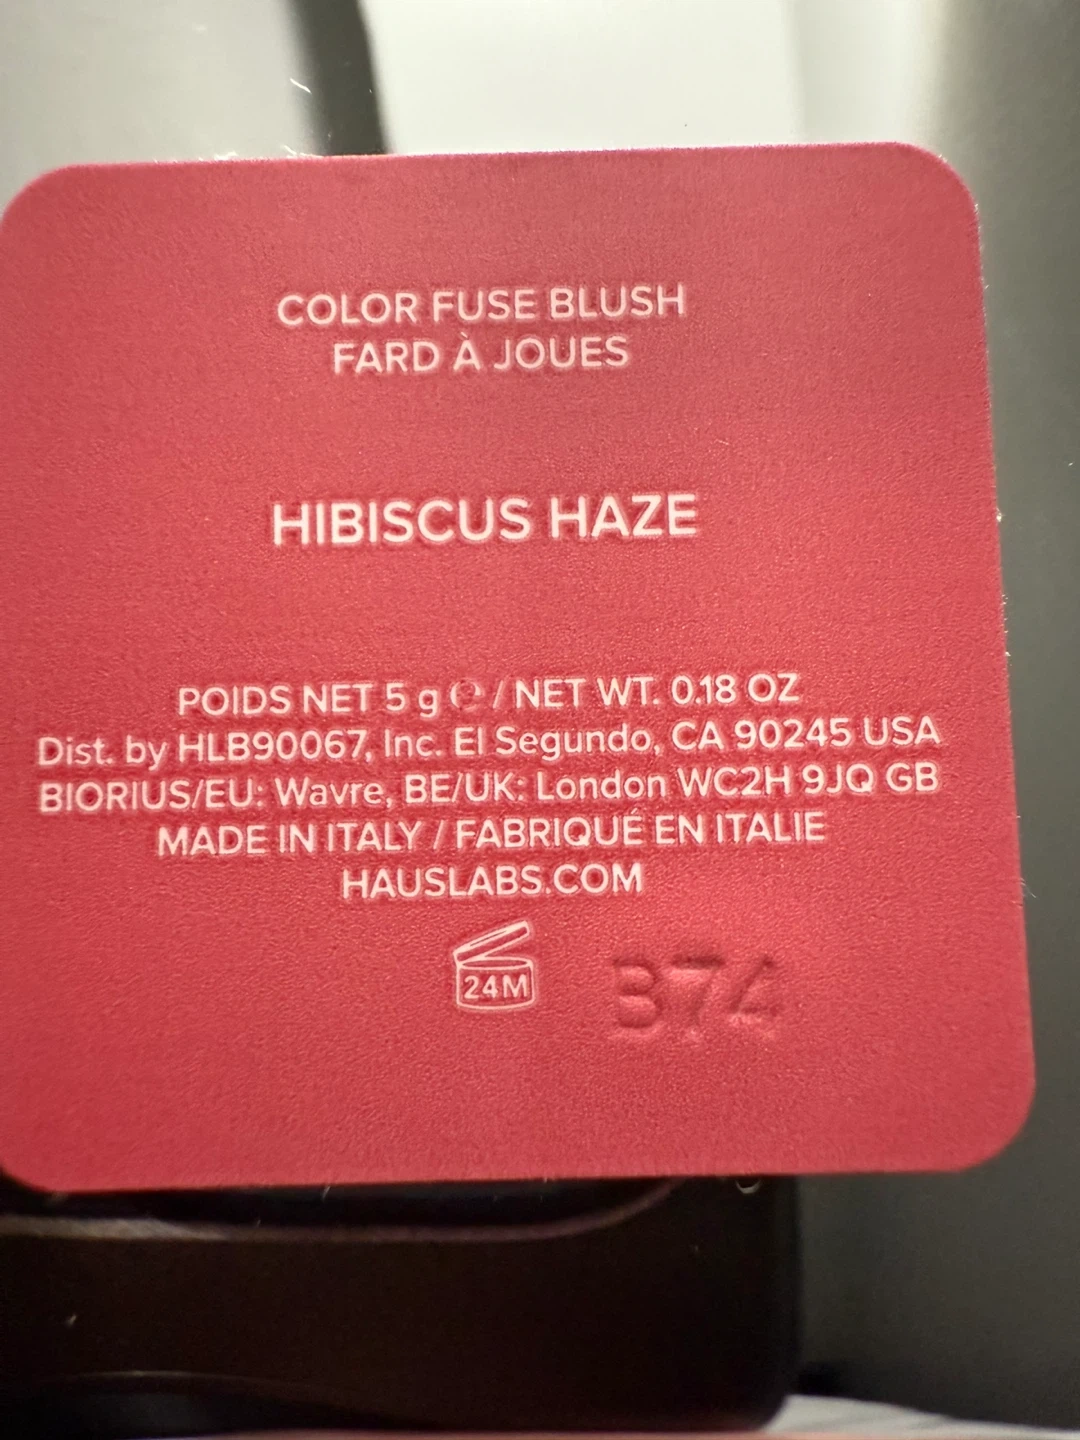 COLOR FUSE BLUSH
FARD À JOUES
HIBISCUS HAZE
POIDS NET 5 g ℮ / NET WT. 0.18 OZ
Dist. by HLB90067, Inc. El Segundo, CA 90245 USA
BIORIUS/EU: Wavre, BE/UK: London WC2H 9JQ GB
MADE IN ITALY / FABRIQUÉ EN ITALIE
HAUSLABS.COM
24M
B74